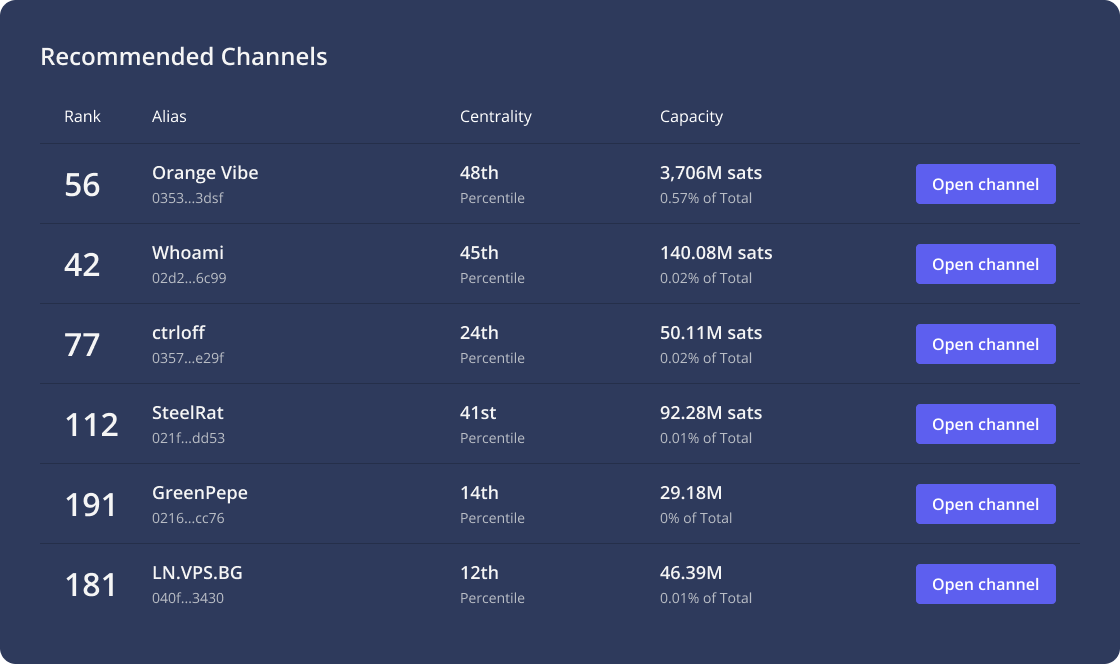 Recommended Channels
Rank Alias Centrality Capacity
56 Orange Vibe 48th 3,706M sats Open channel
0353...3dsf Percentile 0.57% of Total
42 Whoami 45th 140.08M sats Open channel
02d2...6c99 Percentile 0.02% of Total
77 ctrloff 24th 50.11M sats Open channel
0357...e29f Percentile 0.02% of Total
112 SteelRat 41st 92.28M sats Open channel
021f...dd53 Percentile 0.01% of Total
191 GreenPepe 14th 29.18M Open channel
0216...cc76 Percentile 0% of Total
181 LN.VPS.BG 12th 46.39M Open channel
040f...3430 Percentile 0.01% of Total